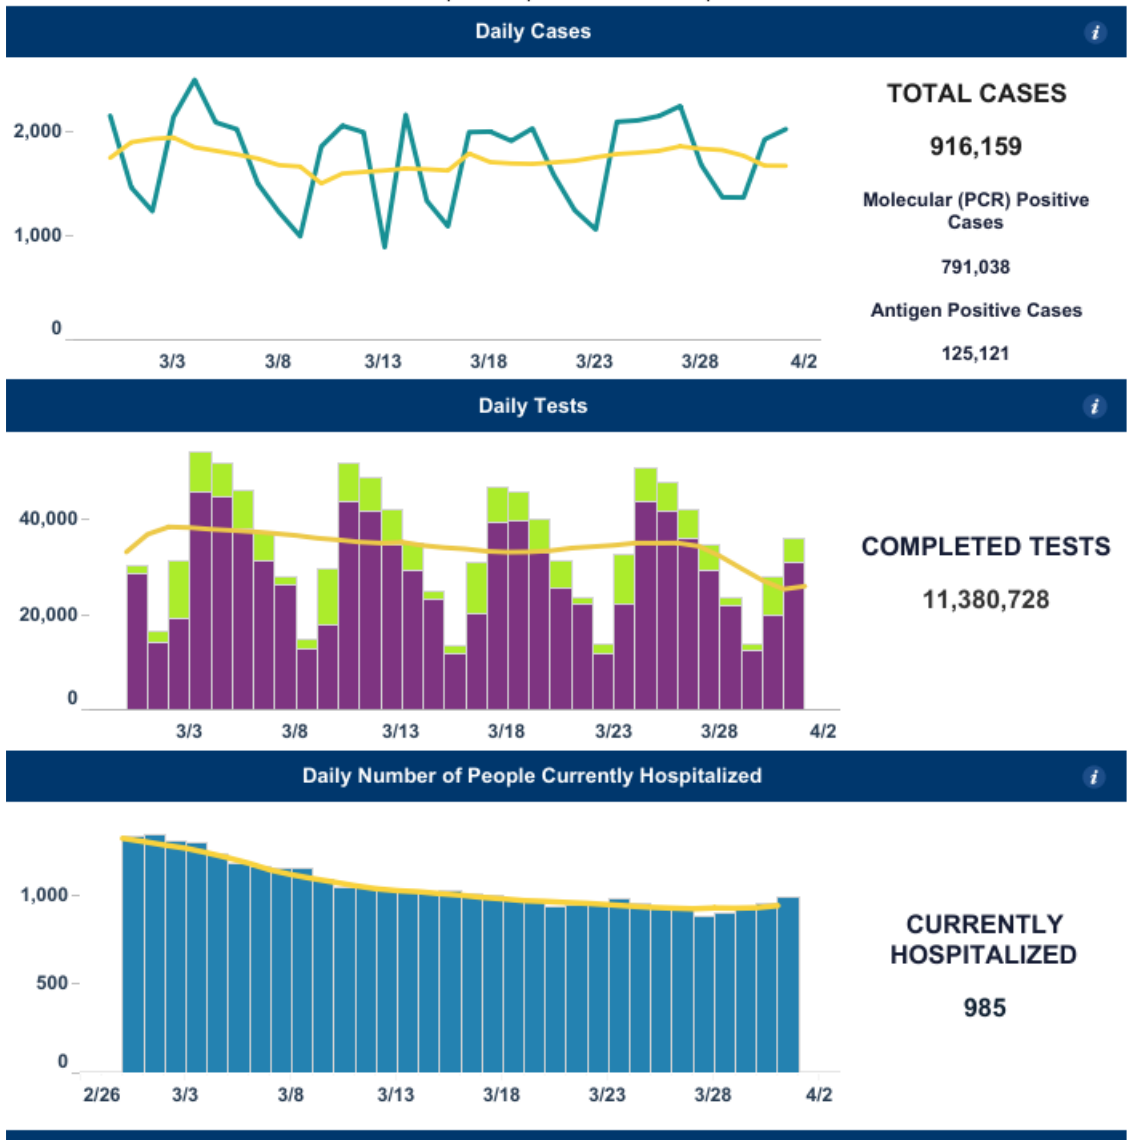 Daily Cases
i
2,000
1,000
0
3/3 3/8 3/13 3/18 3/23 3/28 4/2
TOTAL CASES
916,159
Molecular (PCR) Positive
Cases
791,038
Antigen Positive Cases
125,121
Daily Tests
i
40,000
20,000
0
3/3 3/8 3/13 3/18 3/23 3/28 4/2
COMPLETED TESTS
11,380,728
Daily Number of People Currently Hospitalized
i
1,000
500
0
2/26 3/3 3/8 3/13 3/18 3/23 3/28 4/2
CURRENTLY
HOSPITALIZED
985